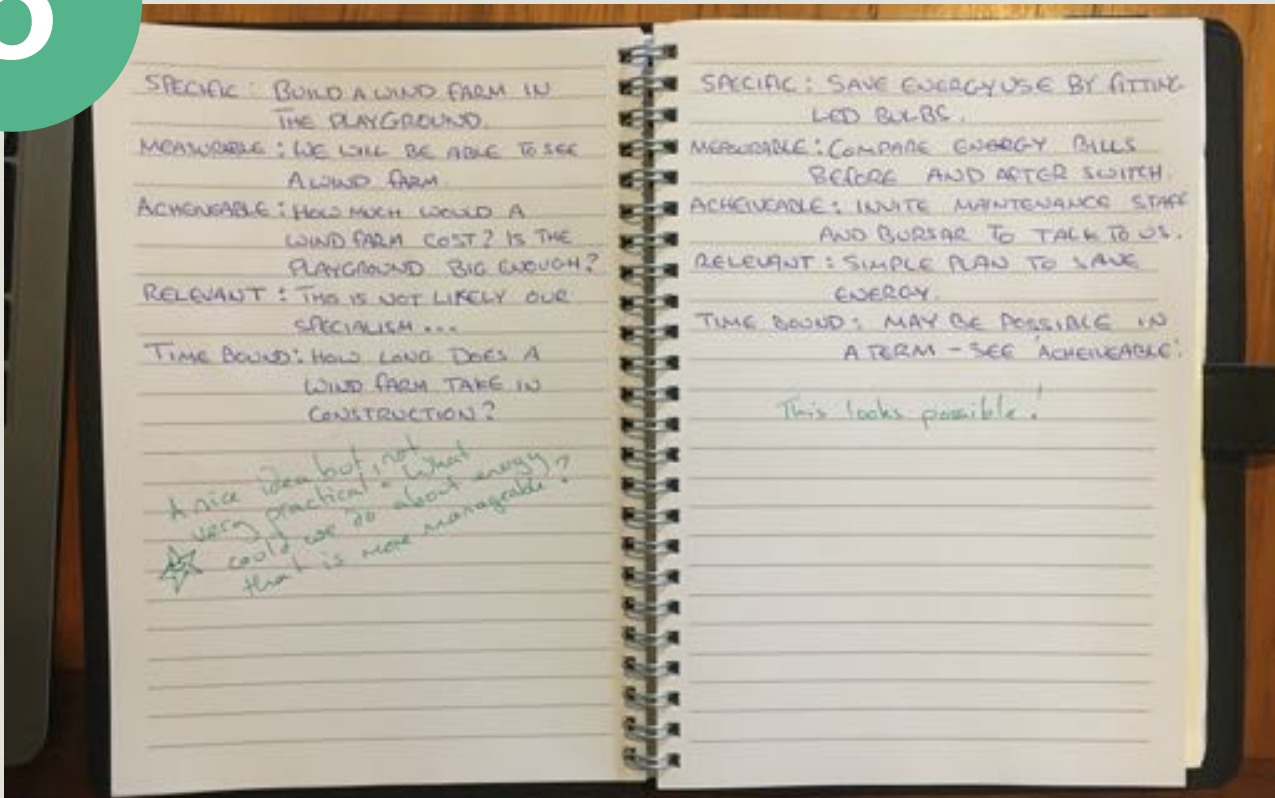 SPECIFIC: BUILD A WIND FARM IN
THE PLAYGROUND.
MEASURABLE: WE WILL BE ABLE TO SEE
A WIND FARM.
ACHEIVEABLE: HOW MUCH WOULD A
WIND FARM COST? IS THE
PLAYGROUND BIG ENOUGH?
RELEVANT: THIS IS NOT LIKELY OUR
SPECIALISM...
TIME BOUND: HOW LONG DOES A
WIND FARM TAKE IN
CONSTRUCTION?
A nice idea but not
very practical. What
could we do about energy
that is more manageable?
SPECIFIC: SAVE ENERGY USE BY FITTING
LED BULBS.
MEASURABLE: COMPARE ENERGY BILLS
BEFORE AND AFTER SWITCH.
ACHEIVEABLE: INVITE MAINTENANCE STAFF
AND BURSAR TO TALK TO US.
RELEVANT: SIMPLE PLAN TO SAVE
ENERGY.
TIME BOUND: MAY BE POSSIBLE IN
A TERM - SEE 'ACHEIVEABLE'.
This looks possible!